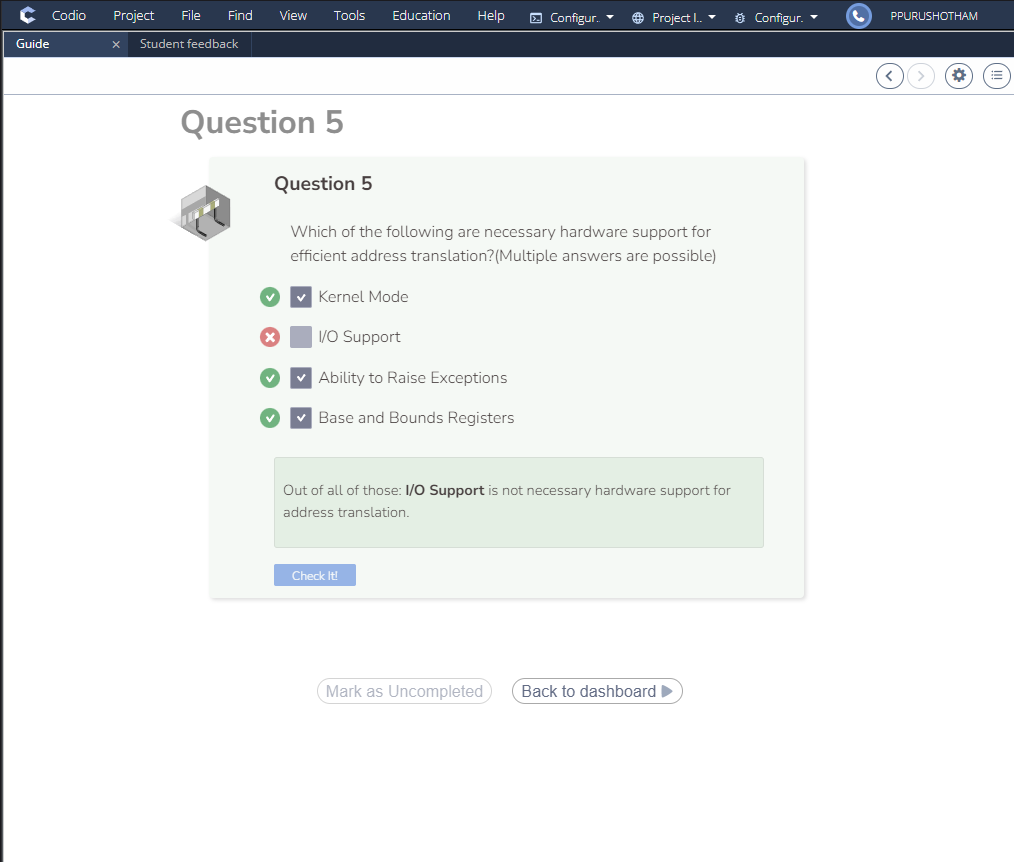 Codio Project File Find View Tools Education Help Configur. Project I.. Configur. PPURUSHOTHAM
Guide × Student feedback
Question 5
Question 5
Which of the following are necessary hardware support for
efficient address translation?(Multiple answers are possible)
Kernel Mode
I/O Support
Ability to Raise Exceptions
Base and Bounds Registers
Out of all of those: I/O Support is not necessary hardware support for
address translation.
Check It!
Mark as Uncompleted Back to dashboard